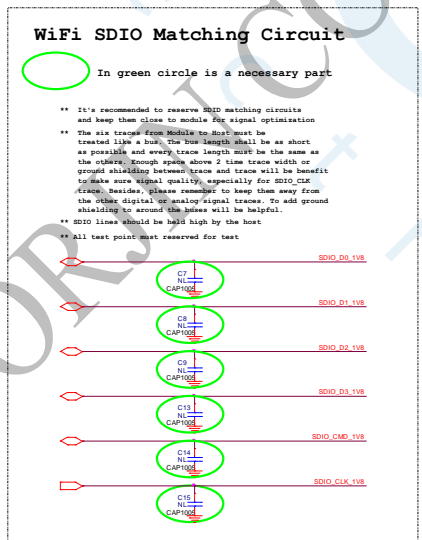 WiFi SDIO Matching Circuit
In green circle is a necessary part
** It's recommended to reserve SDID matching circuits
and keep them close to module for signal optimization
** The six traces from Module to Host must be
treated like a bus. The bus length shall be as short
as possible and every trace length must be the same as
the others. Enough space above 2 time trace width or
ground shielding between trace and trace will be benefit
to make sure signal quality, especially for SDIO_CLK
trace. Besides, please remember to keep them away from
the other digital or analog signal traces. To add ground
shielding to around the buses will be helpful.
** SDIO lines should be held high by the host
** All test point must reserved for test
SDIO_D0_1V8
C7
NL
CAP1005
SDIO_D1_1V8
C8
NL
CAP1005
SDIO_D2_1V8
C9
NL
CAP1005
SDIO_D3_1V8
C13
NL
CAP1005
SDIO_CMD_1V8
C14
NL
CAP1005
SDIO_CLK_1V8
C15
NL
CAP1005
ORJIN CO